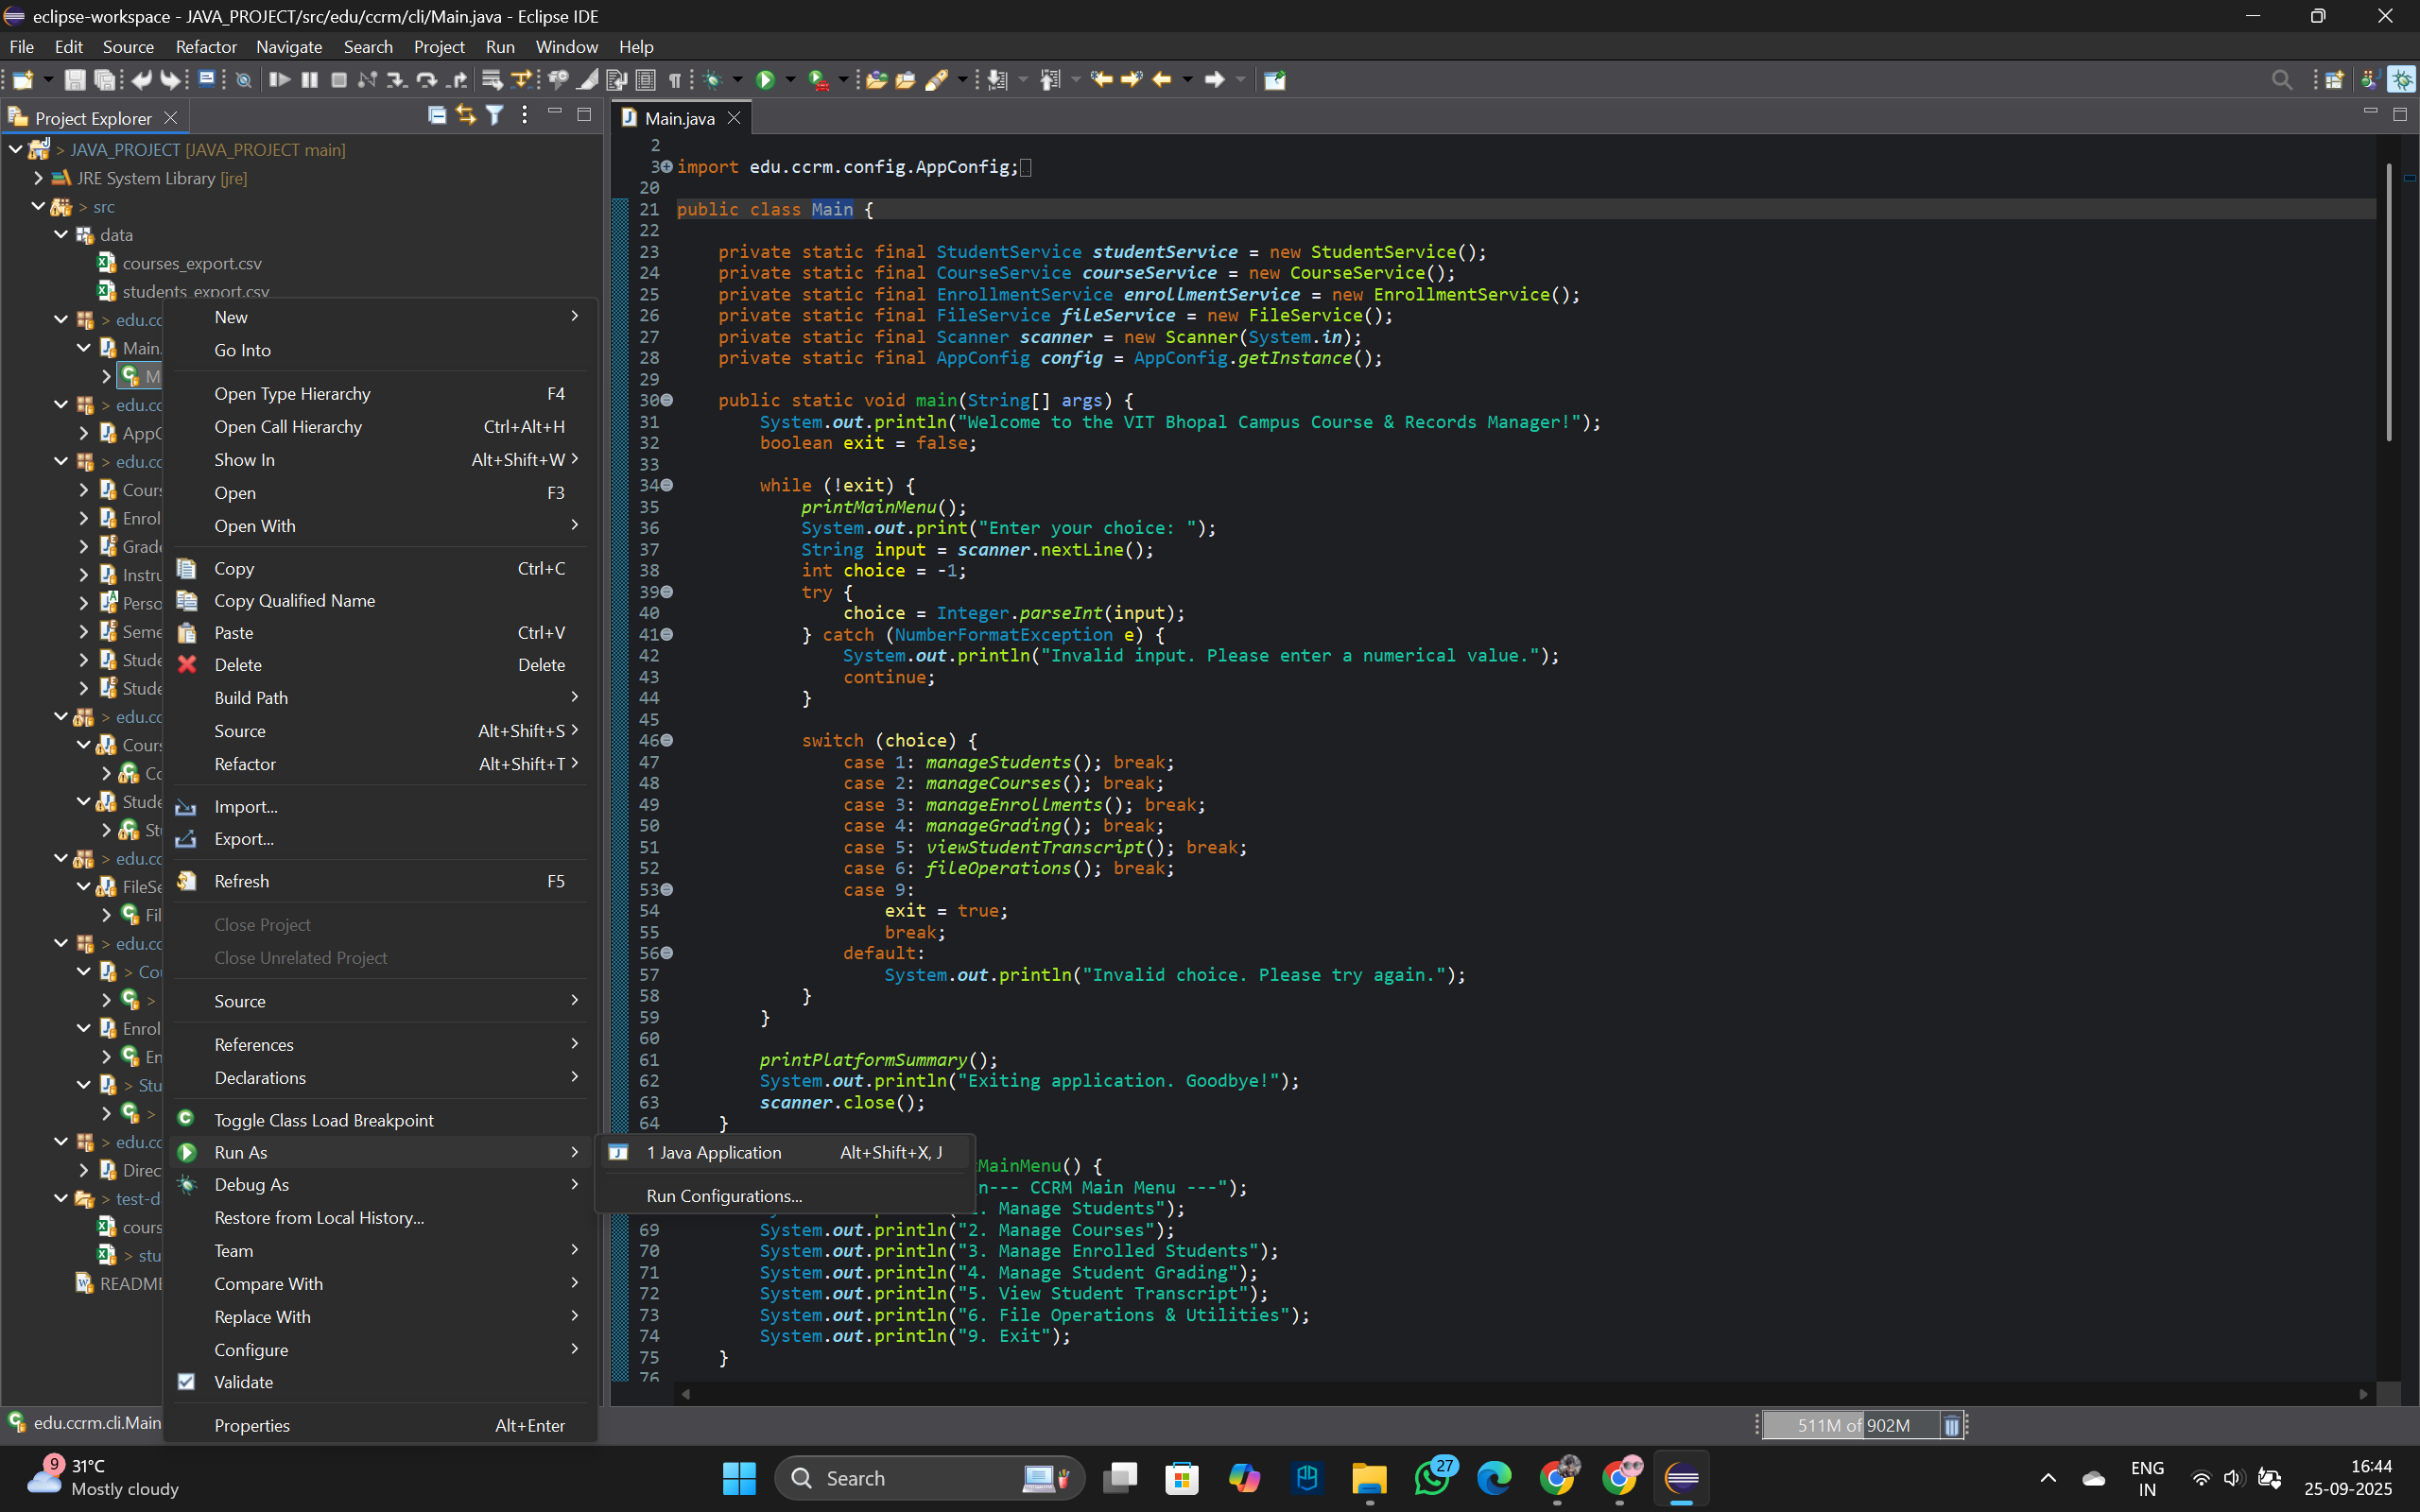 eclipse-workspace - JAVA_PROJECT/src/edu/ccrm/cli/Main.java - Eclipse IDE
File Edit Source Refactor Navigate Search Project Run Window Help
Project Explorer
> JAVA_PROJECT [JAVA_PROJECT main]
JRE System Library [jre]
> src
data
courses_export.csv
students_export.csv
> edu.cc
Main.
M
> edu.cc
AppC
> edu.cc
Cours
Enrol
Grade
Instru
Perso
Seme
Stude
Stude
> edu.cc
Cours
Co
Stude
Stu
> edu.cc
FileSe
Fil
> edu.cc
> Cou
>
Enrol
En
> Stu
>
> edu.cc
Direc
> test-d
cours
> stu
README
New
Go Into
Open Type Hierarchy F4
Open Call Hierarchy Ctrl+Alt+H
Show In Alt+Shift+W >
Open F3
Open With
Copy Ctrl+C
Copy Qualified Name
Paste Ctrl+V
Delete Delete
Build Path
Source Alt+Shift+S >
Refactor Alt+Shift+T >
Import...
Export...
Refresh F5
Close Project
Close Unrelated Project
Source
References
Declarations
Toggle Class Load Breakpoint
Run As
Debug As
Restore from Local History...
Team
Compare With
Replace With
Configure
Validate
Properties Alt+Enter
1 Java Application Alt+Shift+X, J
Run Configurations...
Main.java
2
3 import edu.ccrm.config.AppConfig;
20
21 public class Main {
22
23 private static final StudentService studentService = new StudentService();
24 private static final CourseService courseService = new CourseService();
25 private static final EnrollmentService enrollmentService = new EnrollmentService();
26 private static final FileService fileService = new FileService();
27 private static final Scanner scanner = new Scanner(System.in);
28 private static final AppConfig config = AppConfig.getInstance();
29
30 public static void main(String[] args) {
31 System.out.println("Welcome to the VIT Bhopal Campus Course & Records Manager!");
32 boolean exit = false;
33
34 while (!exit) {
35 printMainMenu();
36 System.out.print("Enter your choice: ");
37 String input = scanner.nextLine();
38 int choice = -1;
39 try {
40 choice = Integer.parseInt(input);
41 } catch (NumberFormatException e) {
42 System.out.println("Invalid input. Please enter a numerical value.");
43 continue;
44 }
45
46 switch (choice) {
47 case 1: manageStudents(); break;
48 case 2: manageCourses(); break;
49 case 3: manageEnrollments(); break;
50 case 4: manageGrading(); break;
51 case 5: viewStudentTranscript(); break;
52 case 6: fileOperations(); break;
53 case 9:
54 exit = true;
55 break;
56 default:
57 System.out.println("Invalid choice. Please try again.");
58 }
59 }
60
61 printPlatformSummary();
62 System.out.println("Exiting application. Goodbye!");
63 scanner.close();
64 }
MainMenu() {
n--- CCRM Main Menu ---");
. Manage Students");
69 System.out.println("2. Manage Courses");
70 System.out.println("3. Manage Enrolled Students");
71 System.out.println("4. Manage Student Grading");
72 System.out.println("5. View Student Transcript");
73 System.out.println("6. File Operations & Utilities");
74 System.out.println("9. Exit");
75 }
76
edu.ccrm.cli.Main
511M of 902M
9
31°C
Mostly cloudy
Search
27
ENG
IN
16:44
25-09-2025